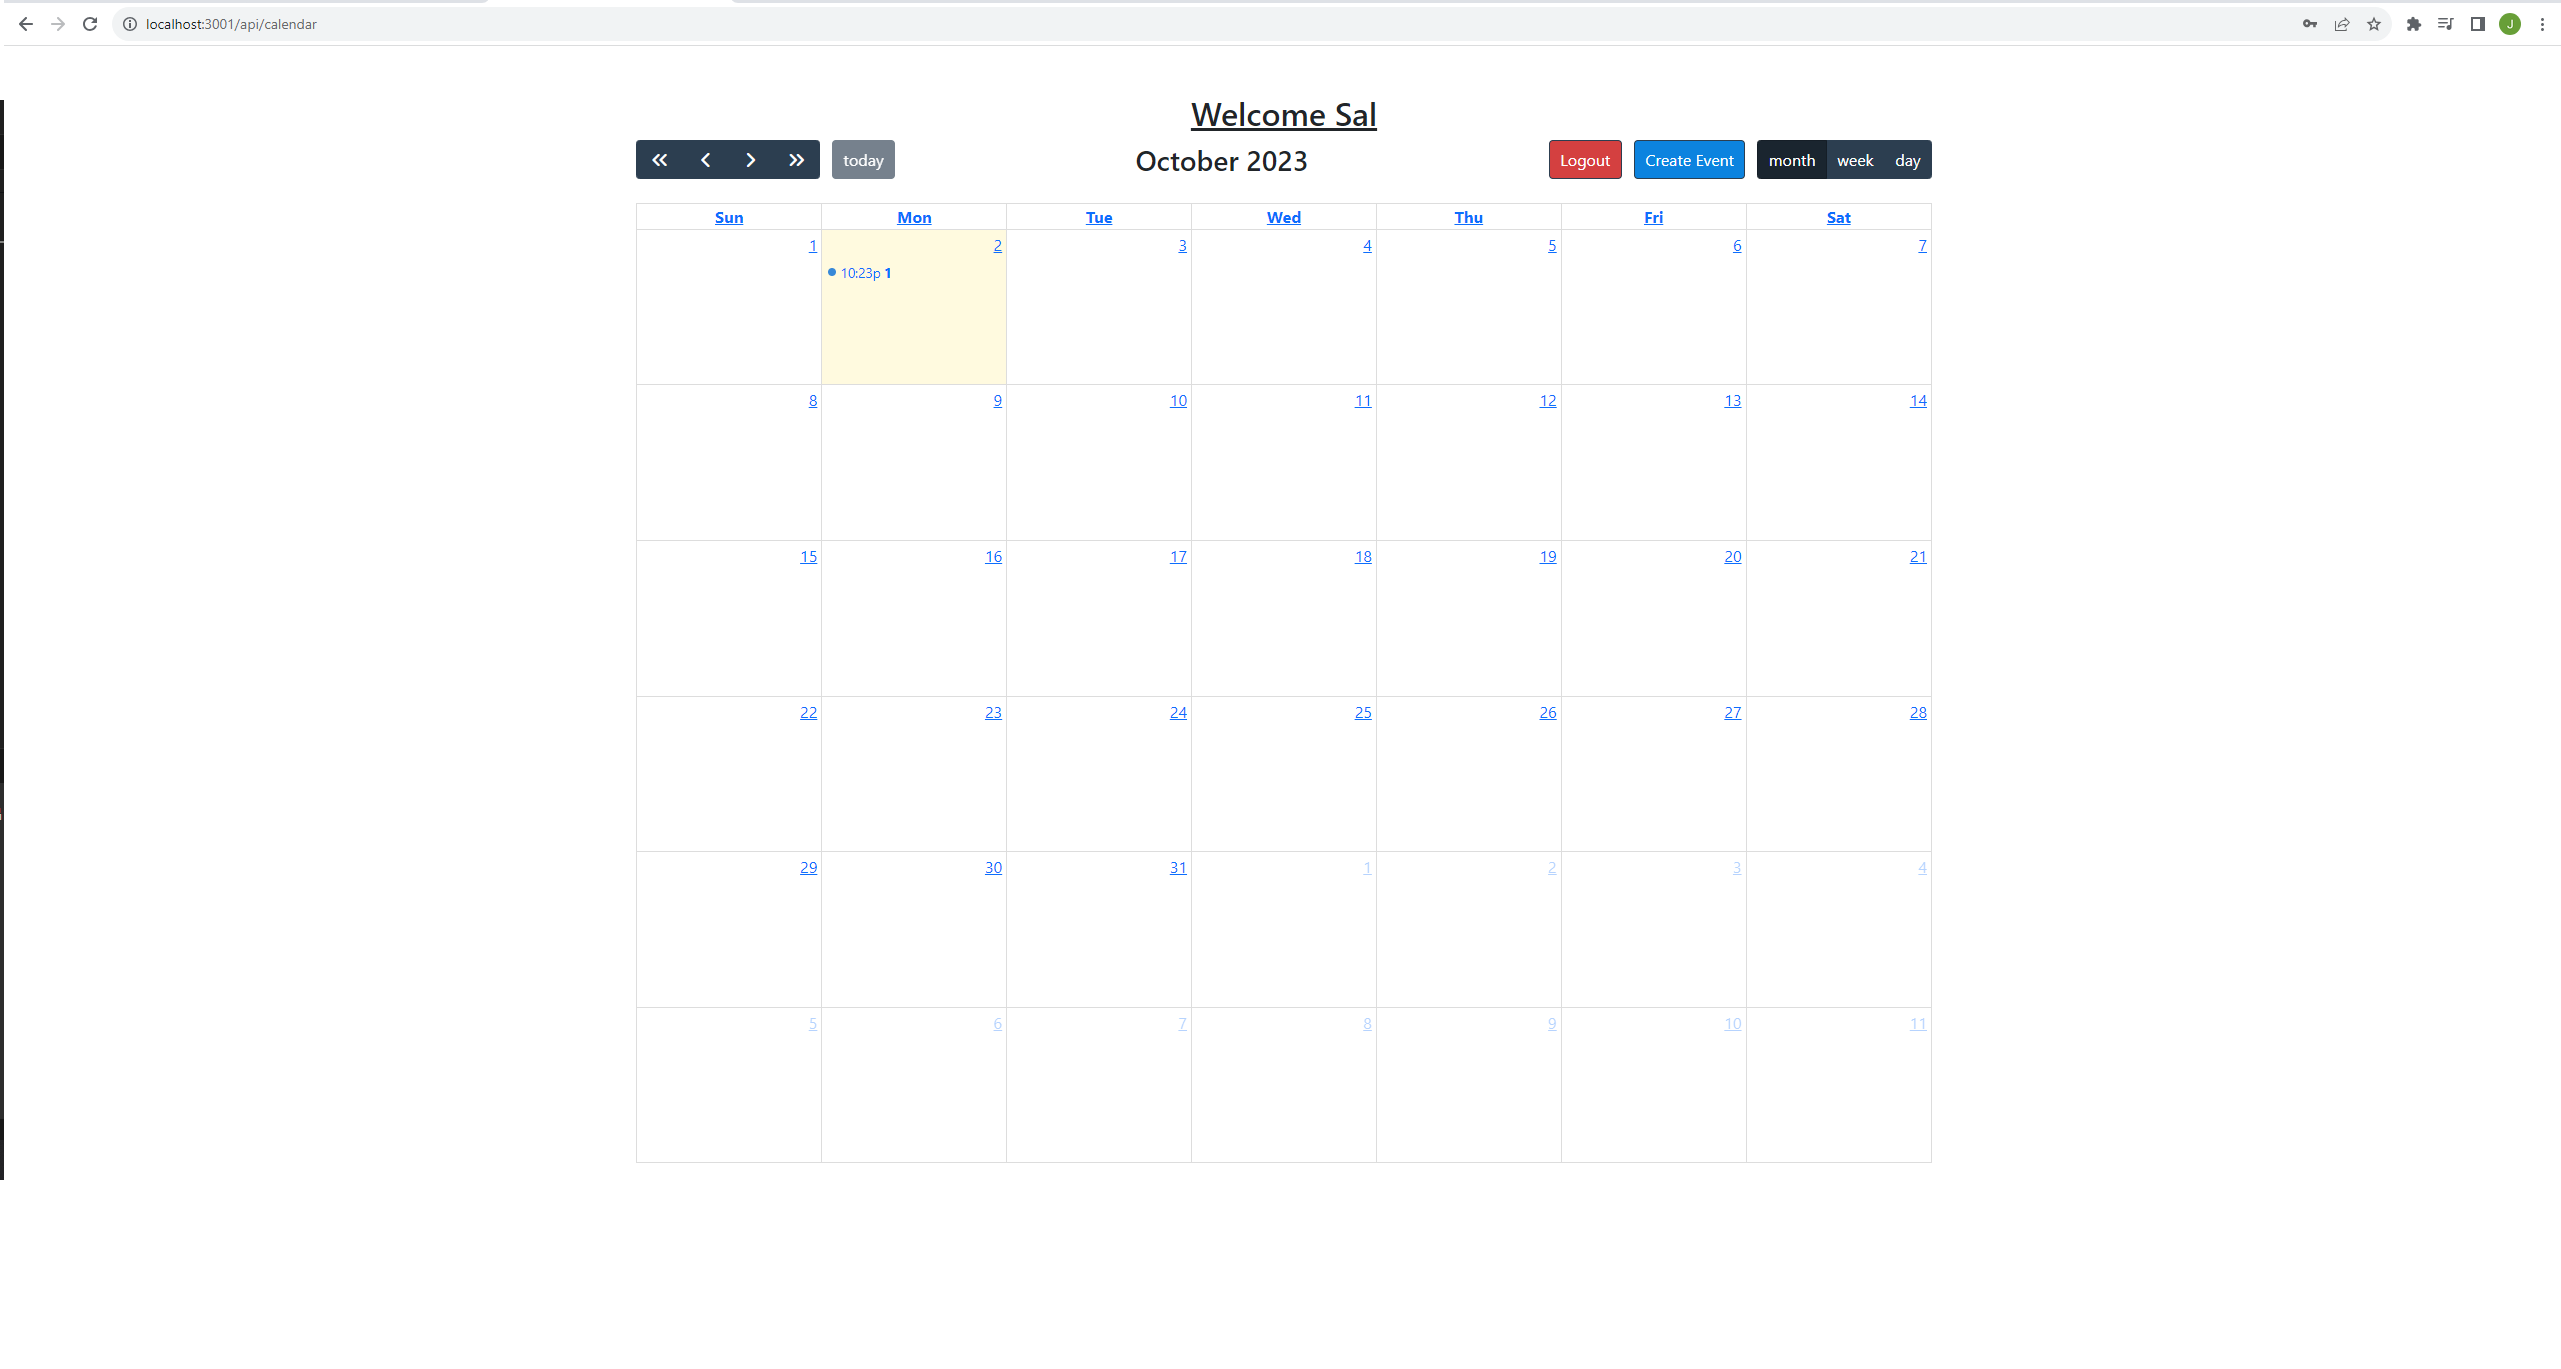 localhost:3001/api/calendar
J
Welcome Sal
today
October 2023
Logout
Create Event
month week day
Sun Mon Tue Wed Thu Fri Sat
1 2 3 4 5 6 7
10:23p 1
8 9 10 11 12 13 14
15 16 17 18 19 20 21
22 23 24 25 26 27 28
29 30 31 1 2 3 4
5 6 7 8 9 10 11